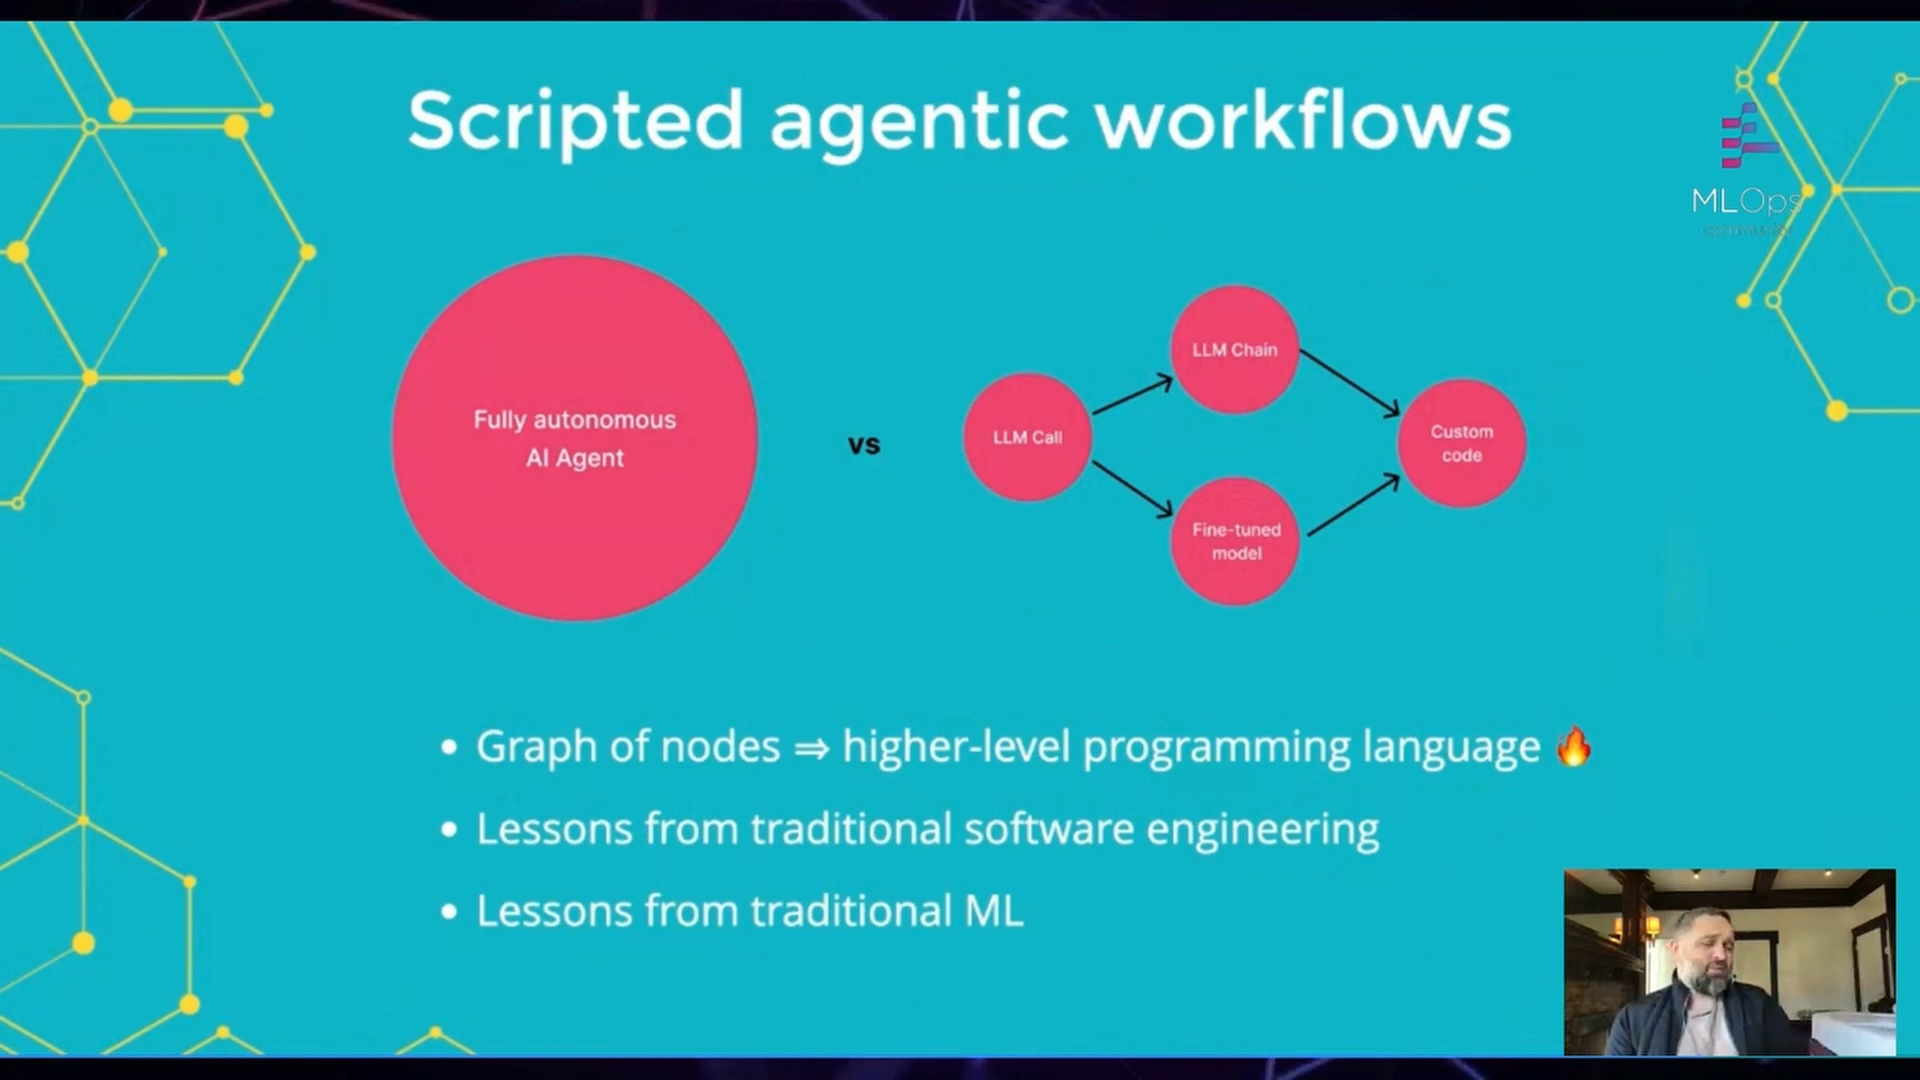 Scripted agentic workflows
MLOps
Fully autonomous
AI Agent
vs
LLM Call
LLM Chain
Fine-tuned
model
Custom
code
• Graph of nodes ⇒ higher-level programming language 🔥
• Lessons from traditional software engineering
• Lessons from traditional ML